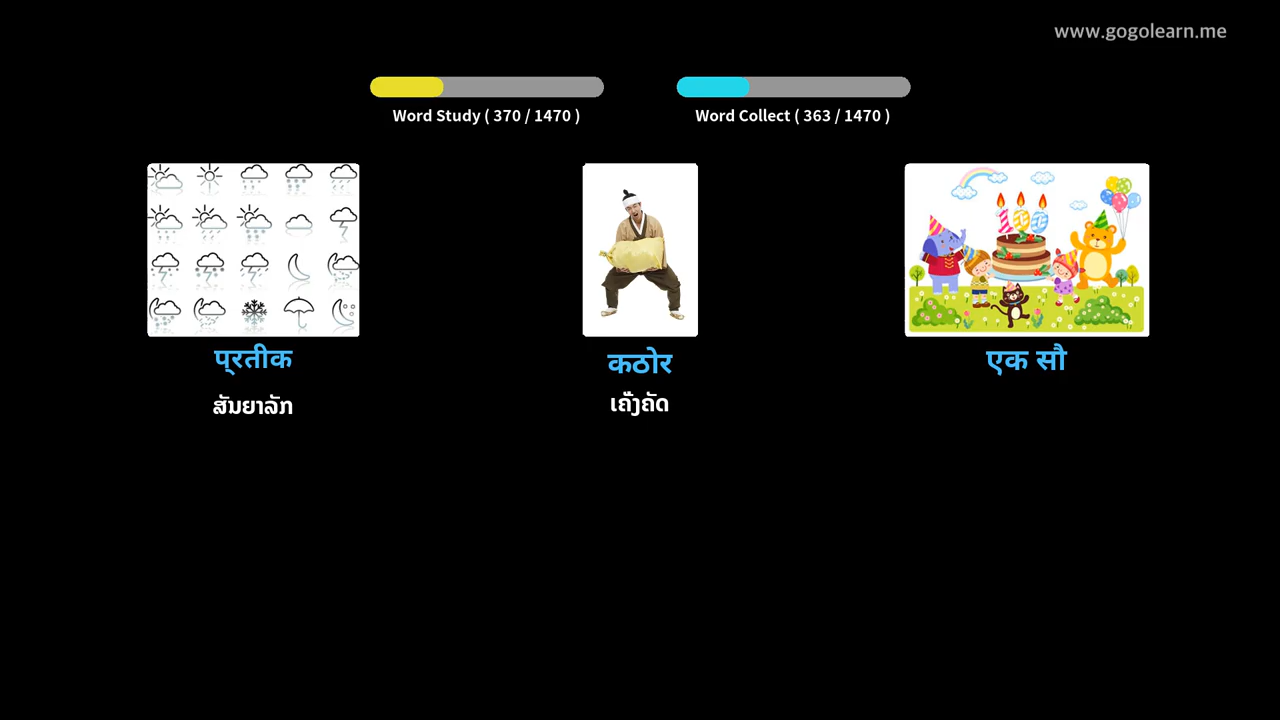 www.gogolearn.me
Word Study ( 370 / 1470 )
Word Collect ( 363 / 1470 )
प्रतीक
कठोर
एक सौ
ສັນຍາລັກ
ເຄັ່ງຄັດ
100